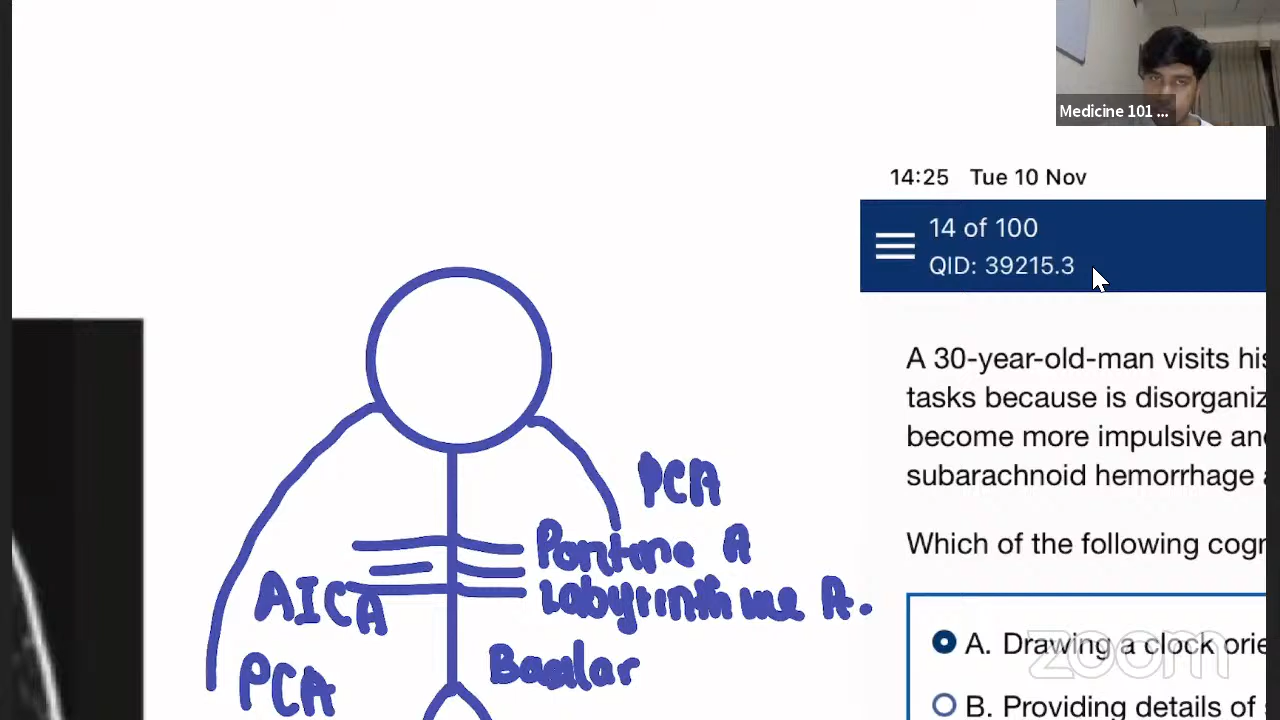 Medicine 101 ...
14:25 Tue 10 Nov
14 of 100
QID: 39215.3
A 30-year-old-man visits his
tasks because is disorganiz
become more impulsive and
subarachnoid hemorrhage a
Which of the following cogr
A. Drawing a clock orie
B. Providing details of s
zoom
PCA
Pontine A
Labyrinthine A.
AICA
Basilar
PCA